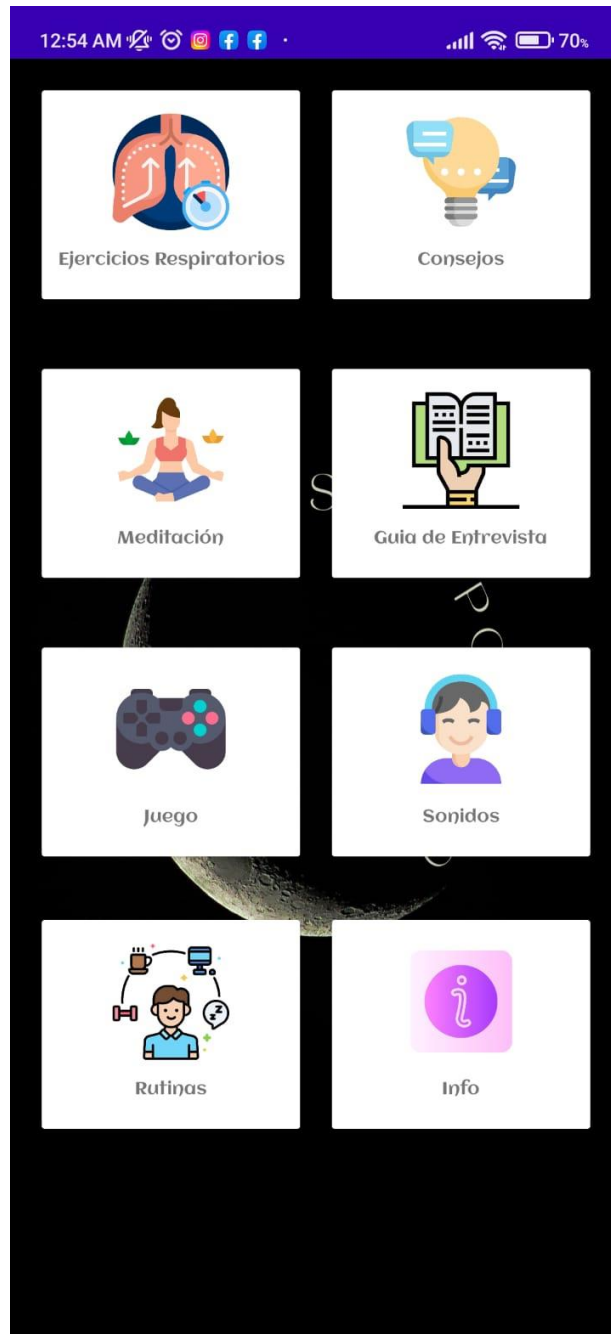 12:54 AM 70%
Ejercicios Respiratorios
Consejos
Meditación
Guia de Entrevista
Juego
Sonidos
Rutinas
Info